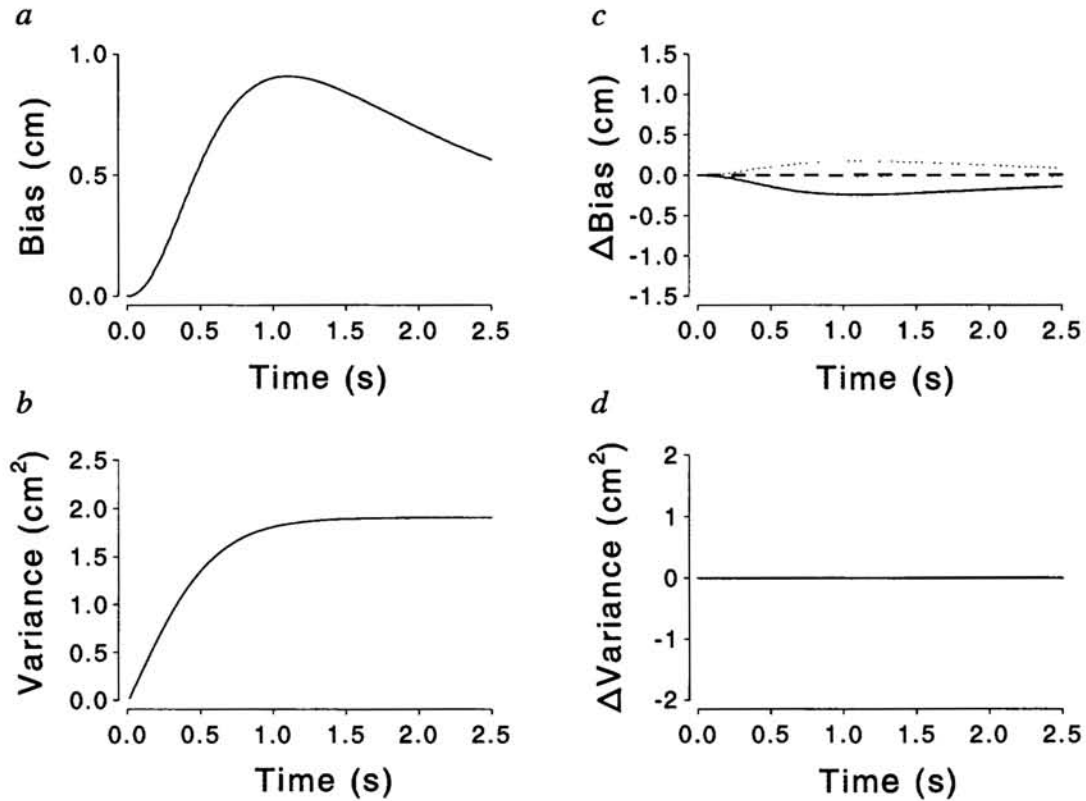 a
Bias (cm)
1.0
0.5
0.0
0.0 0.5 1.0 1.5 2.0 2.5
Time (s)
b
Variance (cm²)
2.5
2.0
1.5
1.0
0.5
0.0
0.0 0.5 1.0 1.5 2.0 2.5
Time (s)
c
ΔBias (cm)
1.5
1.0
0.5
0.0
-0.5
-1.0
-1.5
0.0 0.5 1.0 1.5 2.0 2.5
Time (s)
d
ΔVariance (cm²)
2
1
0
-1
-2
0.0 0.5 1.0 1.5 2.0 2.5
Time (s)